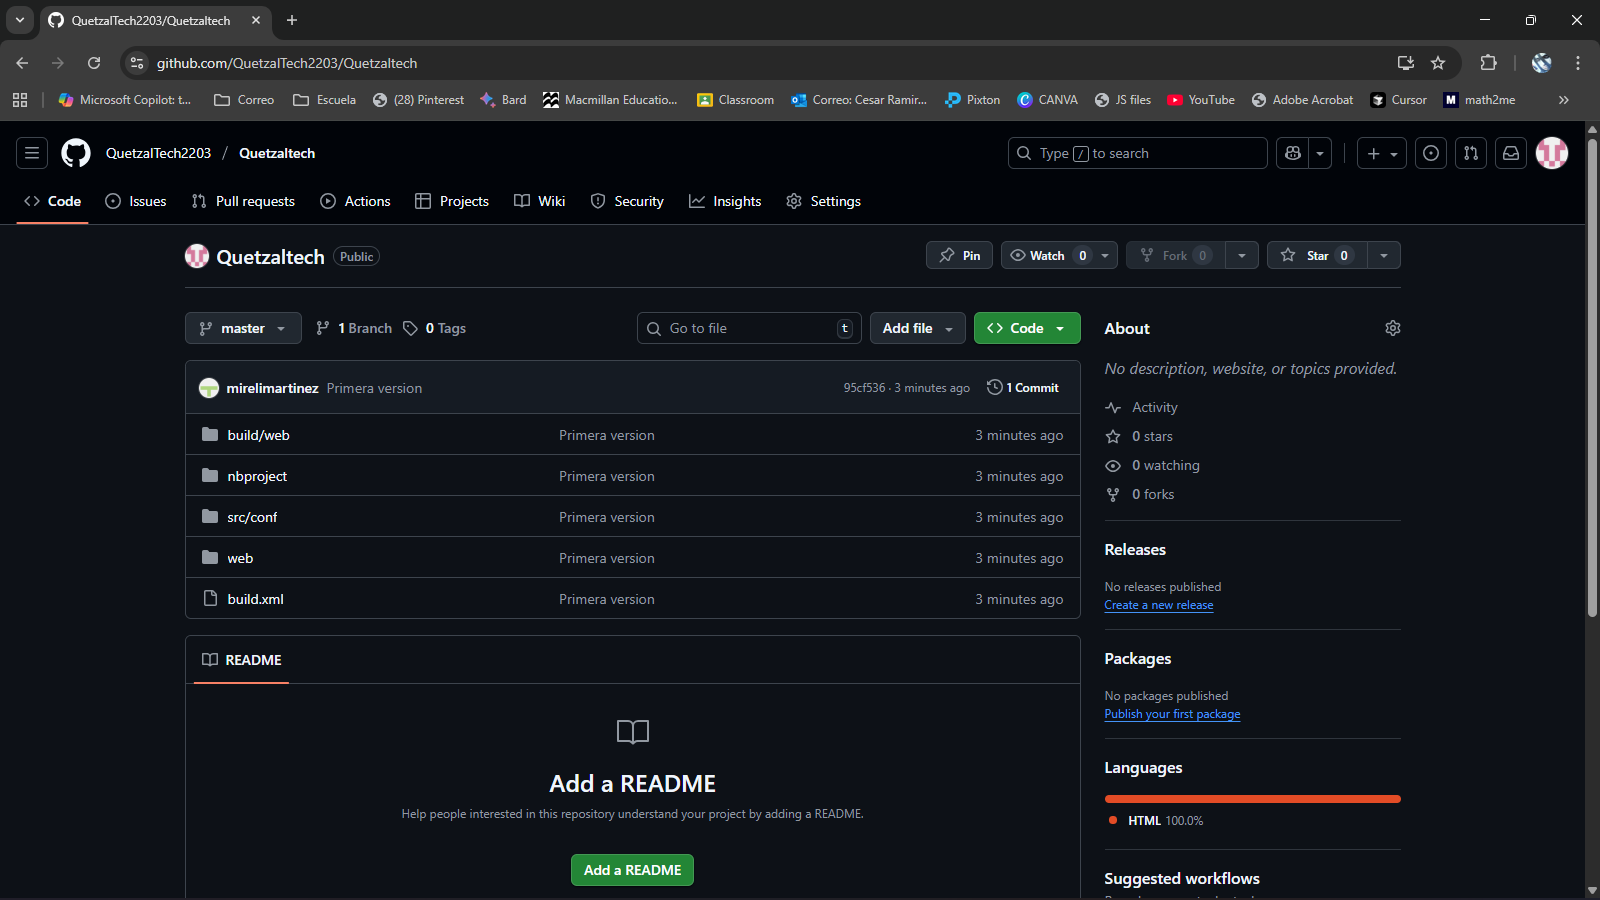 QuetzalTech2203/Quetzaltech
github.com/QuetzalTech2203/Quetzaltech
Microsoft Copilot: t... Correo Escuela (28) Pinterest Bard Macmillan Educatio... Classroom Correo: Cesar Ramir... Pixton CANVA JS files YouTube Adobe Acrobat Cursor M math2me
QuetzalTech2203 / Quetzaltech Type / to search
Code Issues Pull requests Actions Projects Wiki Security Insights Settings
Quetzaltech Public Pin Watch 0 Fork 0 Star 0
master 1 Branch 0 Tags Go to file t Add file Code
mirelimartinez Primera version 95cf536 · 3 minutes ago 1 Commit
build/web Primera version 3 minutes ago
nbproject Primera version 3 minutes ago
src/conf Primera version 3 minutes ago
web Primera version 3 minutes ago
build.xml Primera version 3 minutes ago
README
Add a README
Help people interested in this repository understand your project by adding a README.
Add a README
About
No description, website, or topics provided.
Activity
0 stars
0 watching
0 forks
Releases
No releases published
Create a new release
Packages
No packages published
Publish your first package
Languages
HTML 100.0%
Suggested workflows